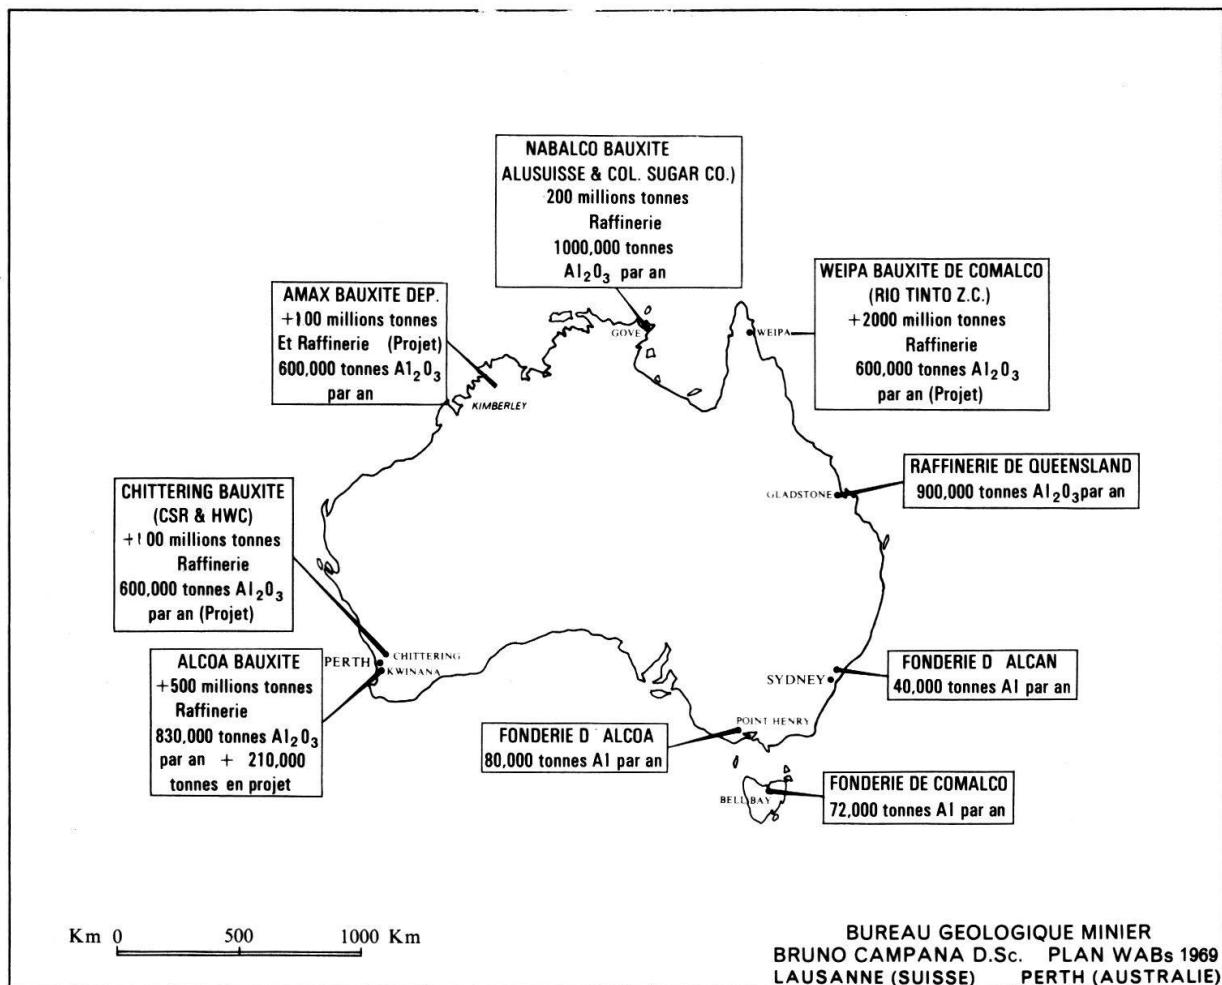 NABALCO BAUXITE
ALUSUISSE & COL. SUGAR CO.)
200 millions tonnes
Raffinerie
1000,000 tonnes
Al₂O₃ par an
WEIPA BAUXITE DE COMALCO
(RIO TINTO Z.C.)
+2000 million tonnes
Raffinerie
600,000 tonnes Al₂O₃
par an (Projet)
AMAX BAUXITE DEP.
+100 millions tonnes
Et Raffinerie (Projet)
600,000 tonnes Al₂O₃
par an
GOVE
WEIPA
KIMBERLEY
RAFFINERIE DE QUEENSLAND
900,000 tonnes Al₂O₃ par an
GLADSTONE
CHITTERING BAUXITE
(CSR & HWC)
+100 millions tonnes
Raffinerie
600,000 tonnes Al₂O₃
par an (Projet)
PERTH
CHITTERING
KWINANA
ALCOA BAUXITE
+500 millions tonnes
Raffinerie
830,000 tonnes Al₂O₃
par an + 210,000
tonnes en projet
FONDERIE D ALCAN
40,000 tonnes Al par an
SYDNEY
POINT HENRY
FONDERIE D ALCOA
80,000 tonnes Al par an
FONDERIE DE COMALCO
72,000 tonnes Al par an
BELL BAY
Km 0 500 1000 Km
BUREAU GEOLOGIQUE MINIER
BRUNO CAMPANA D.Sc. PLAN WABs 1969
LAUSANNE (SUISSE) PERTH (AUSTRALIE)